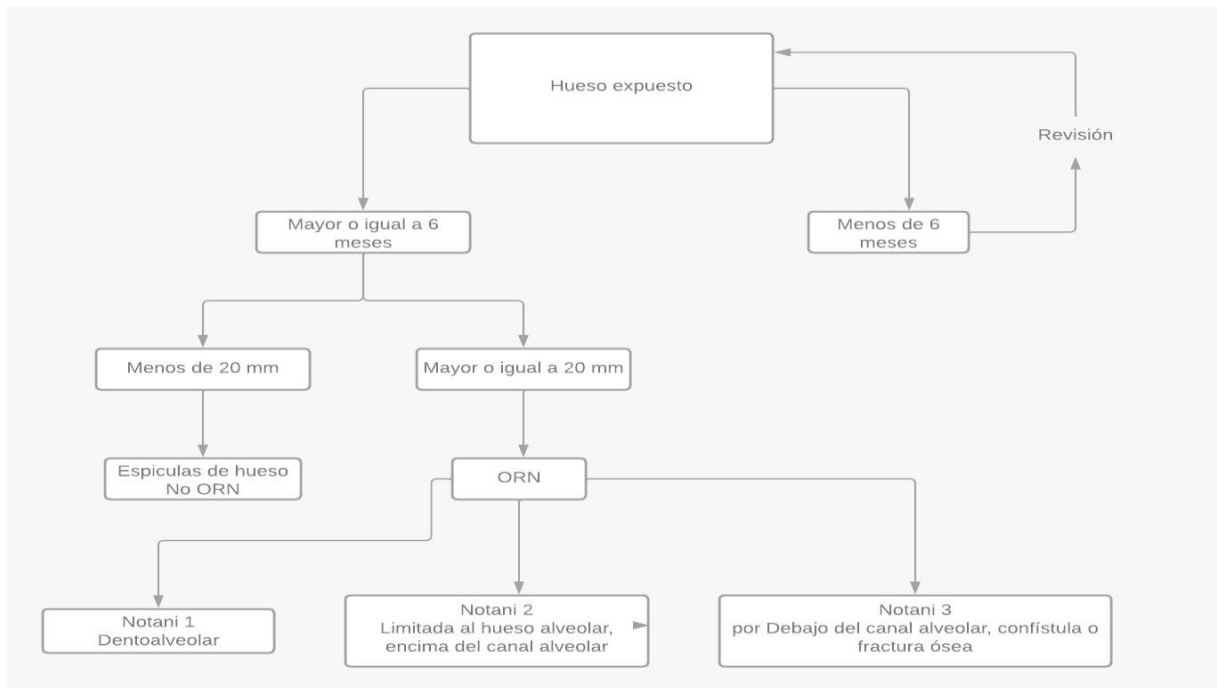 Hueso expuesto
Revisión
Mayor o igual a 6
meses
Menos de 6
meses
Menos de 20 mm
Mayor o igual a 20 mm
Espiculas de hueso
No ORN
ORN
Notani 1
Dentoalveolar
Notani 2
Limitada al hueso alveolar,
encima del canal alveolar
Notani 3
por Debajo del canal alveolar, confístula o
fractura ósea